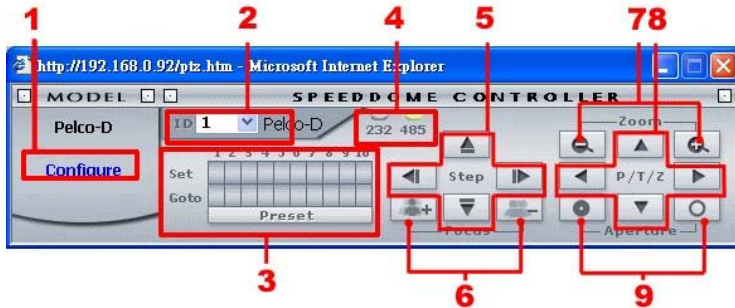 1 2 4 5 78
http://192.168.0.92/ptz.htm - Microsoft Internet Explorer
MODEL SPEEDDOME CONTROLLER
Pelco-D ID 1 Pelco-D 232 485 Zoom
Configure 1 2 3 4 5 6 7 8 9 10
Set Step P/T/Z
Goto
Preset Focus Aperture
3 6 9